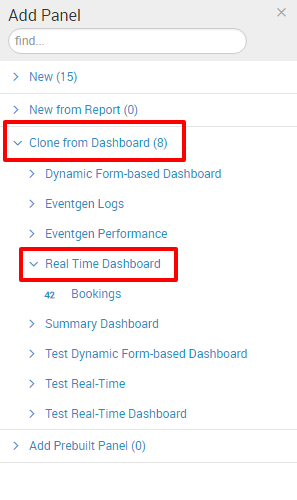 Add Panel
×
find...
New (15)
New from Report (0)
Clone from Dashboard (8)
Dynamic Form-based Dashboard
Eventgen Logs
Eventgen Performance
Real Time Dashboard
42 Bookings
Summary Dashboard
Test Dynamic Form-based Dashboard
Test Real-Time
Test Real-Time Dashboard
Add Prebuilt Panel (0)